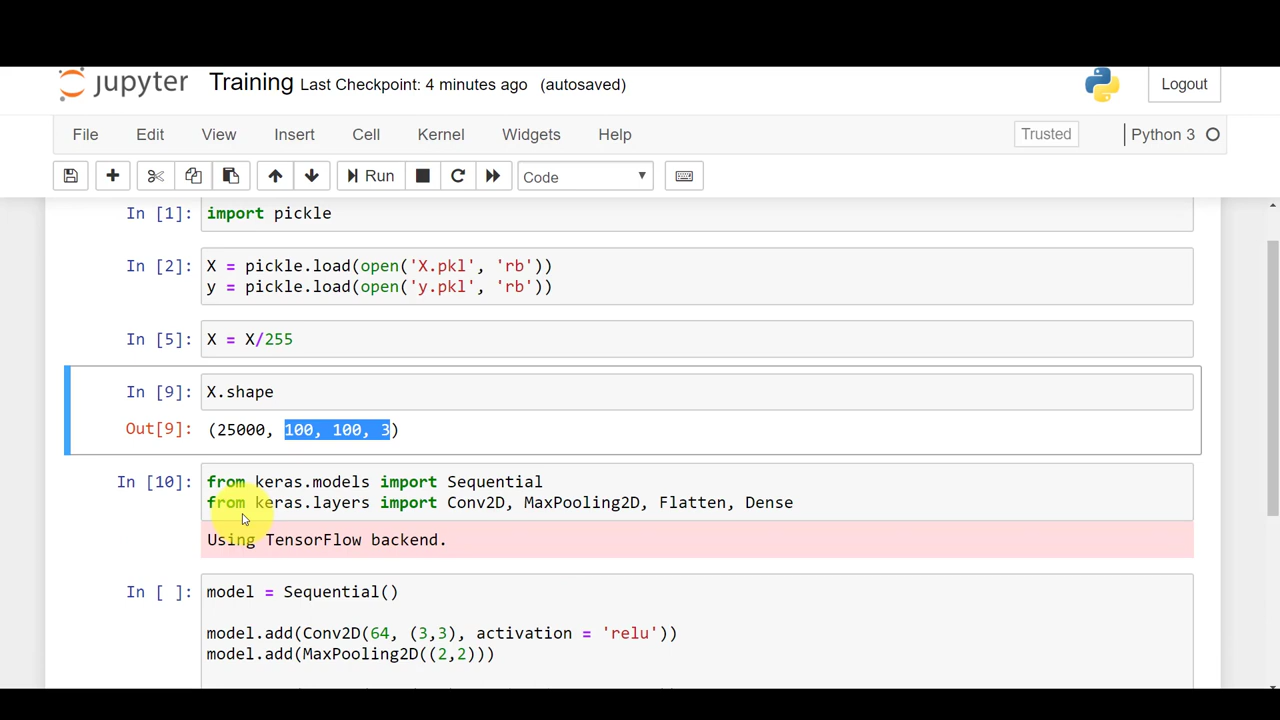 jupyter Training Last Checkpoint: 4 minutes ago (autosaved) Logout
File Edit View Insert Cell Kernel Widgets Help Trusted Python 3
Run Code
In [1]: import pickle
In [2]: X = pickle.load(open('X.pkl', 'rb'))
y = pickle.load(open('y.pkl', 'rb'))
In [5]: X = X/255
In [9]: X.shape
Out[9]: (25000, 100, 100, 3)
In [10]: from keras.models import Sequential
from keras.layers import Conv2D, MaxPooling2D, Flatten, Dense
Using TensorFlow backend.
In [ ]: model = Sequential()
model.add(Conv2D(64, (3,3), activation = 'relu'))
model.add(MaxPooling2D((2,2)))